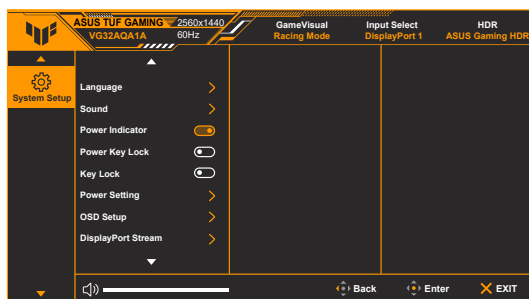 ASUS TUF GAMING 2560x1440
VG32AQA1A 60Hz
GameVisual
Racing Mode
Input Select
DisplayPort 1
HDR
ASUS Gaming HDR
System Setup
Language
Sound
Power Indicator
Power Key Lock
Key Lock
Power Setting
OSD Setup
DisplayPort Stream
Back
Enter
EXIT